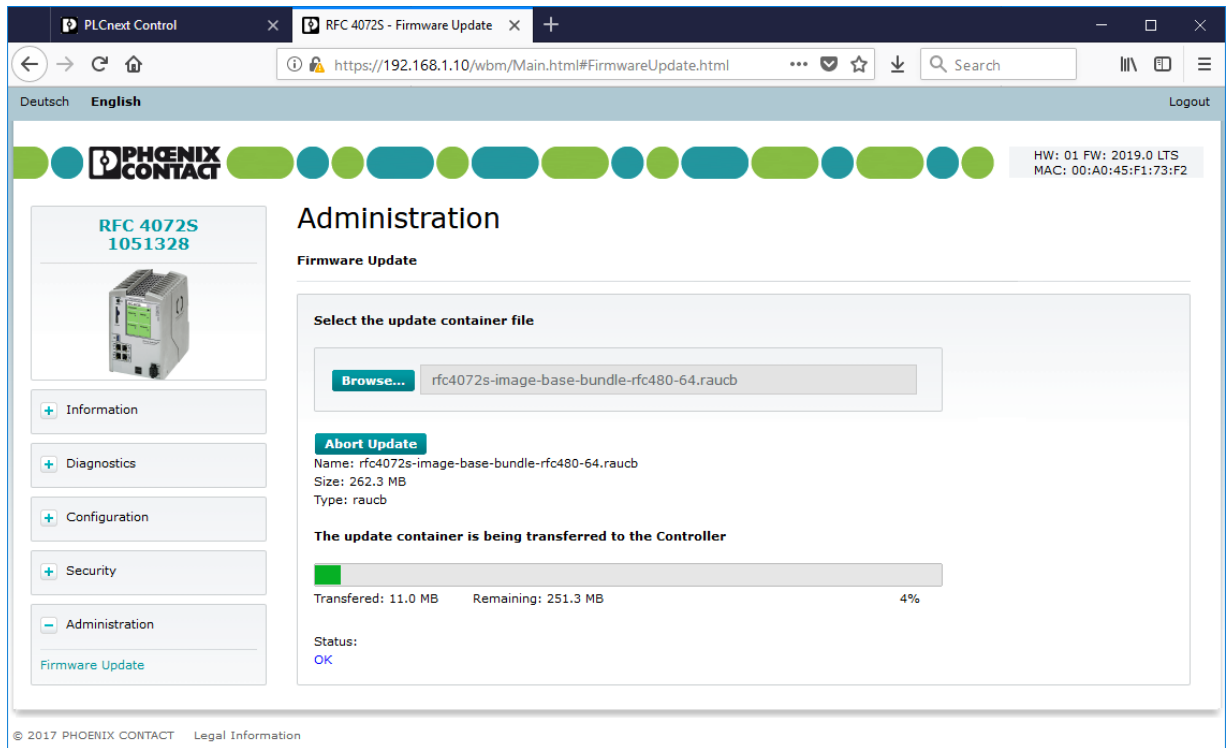 PLCnext Control
RFC 4072S - Firmware Update
https://192.168.1.10/wbm/Main.html#FirmwareUpdate.html
Search
Deutsch English
Logout
PHŒNIX
CONTACT
HW: 01 FW: 2019.0 LTS
MAC: 00:A0:45:F1:73:F2
RFC 4072S
1051328
Information
Diagnostics
Configuration
Security
Administration
Firmware Update
Administration
Firmware Update
Select the update container file
Browse... rfc4072s-image-base-bundle-rfc480-64.raucb
Abort Update
Name: rfc4072s-image-base-bundle-rfc480-64.raucb
Size: 262.3 MB
Type: raucb
The update container is being transferred to the Controller
Transfered: 11.0 MB Remaining: 251.3 MB 4%
Status:
OK
© 2017 PHOENIX CONTACT Legal Information